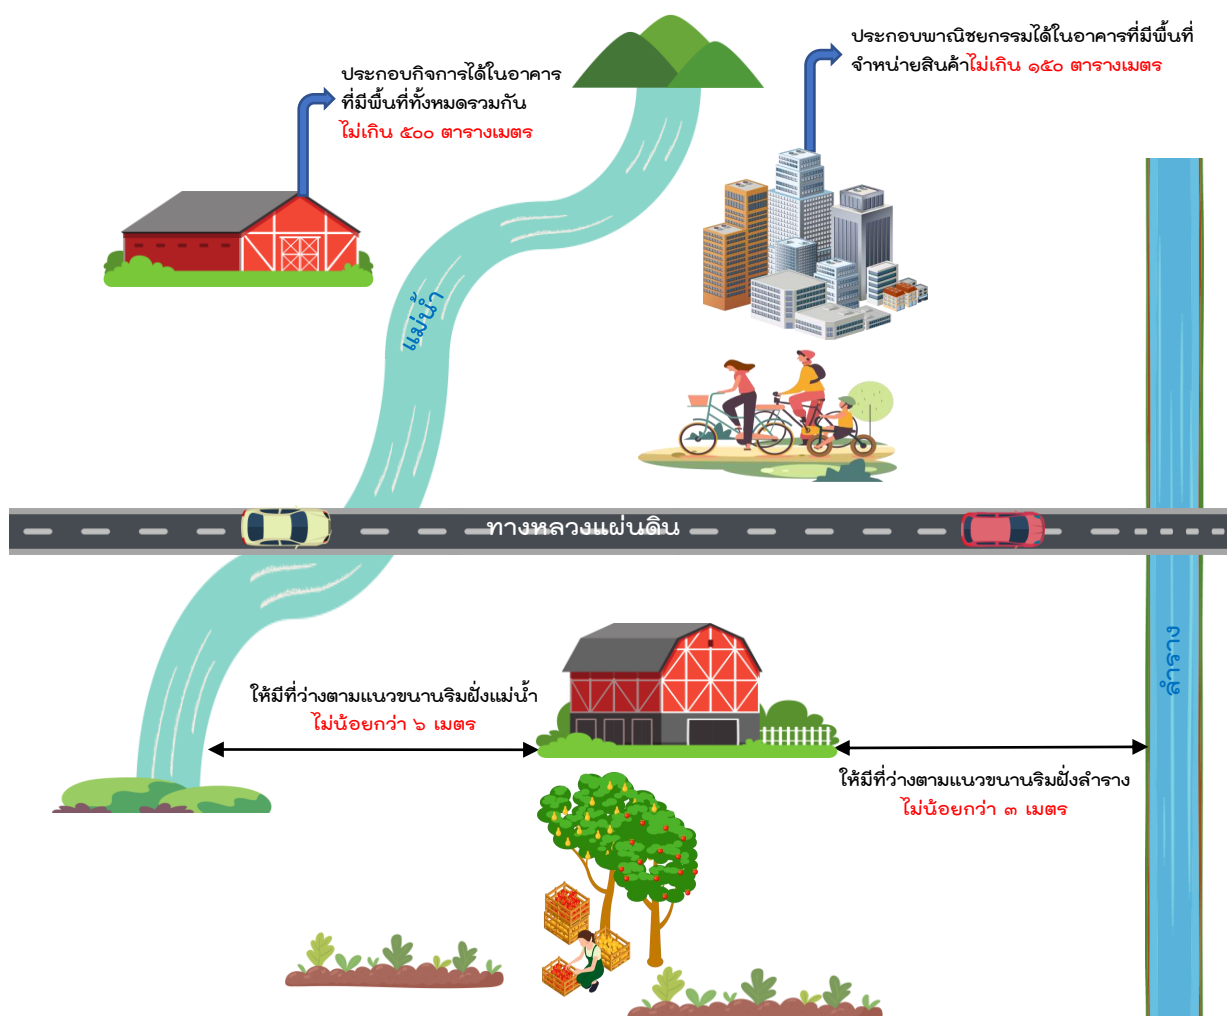 ประกอบพาณิชยกรรมได้ในอาคารที่มีพื้นที่
จำหน่ายสินค้าไม่เกิน ๑๕๐ ตารางเมตร
ประกอบกิจการได้ในอาคาร
ที่มีพื้นที่ทั้งหมดรวมกัน
ไม่เกิน ๕๐๐ ตารางเมตร
แม่น้ำ
ทางหลวงแผ่นดิน
ลำราง
ให้มีที่ว่างตามแนวขนานริมฝั่งแม่น้ำ
ไม่น้อยกว่า ๖ เมตร
ให้มีที่ว่างตามแนวขนานริมฝั่งลำราง
ไม่น้อยกว่า ๓ เมตร